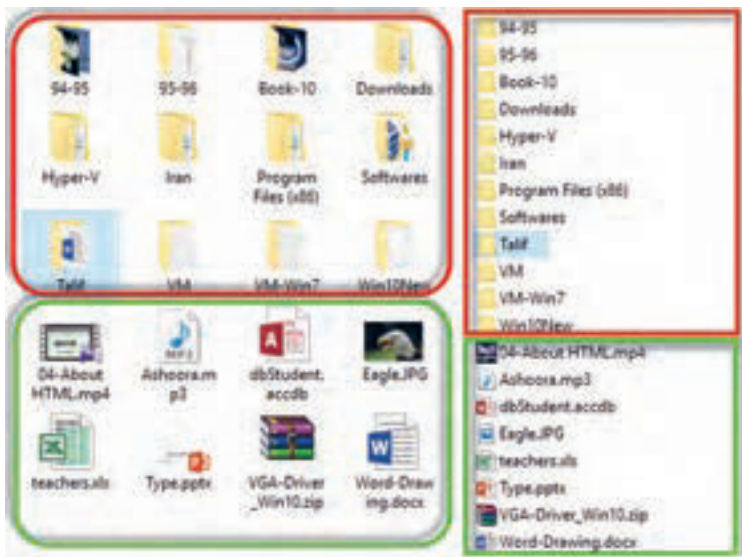 94-95
95-96
Book-10
Downloads
Hyper-V
Iran
Program
Files (x86)
Softwares
Talif
VM
VM-Win7
Win10New
04-About
HTML.mp4
Ashoora.m
p3
dbStudent.
accdb
Eagle.JPG
teachers.xls
Type.pptx
VGA-Driver
_Win10.zip
Word-Draw
ing.docx
94-95
95-96
Book-10
Downloads
Hyper-V
Iran
Program Files (x86)
Softwares
Talif
VM
VM-Win7
Win10New
04-About HTML.mp4
Ashoora.mp3
dbStudent.accdb
Eagle.JPG
teachers.xls
Type.pptx
VGA-Driver_Win10.zip
Word-Drawing.docx